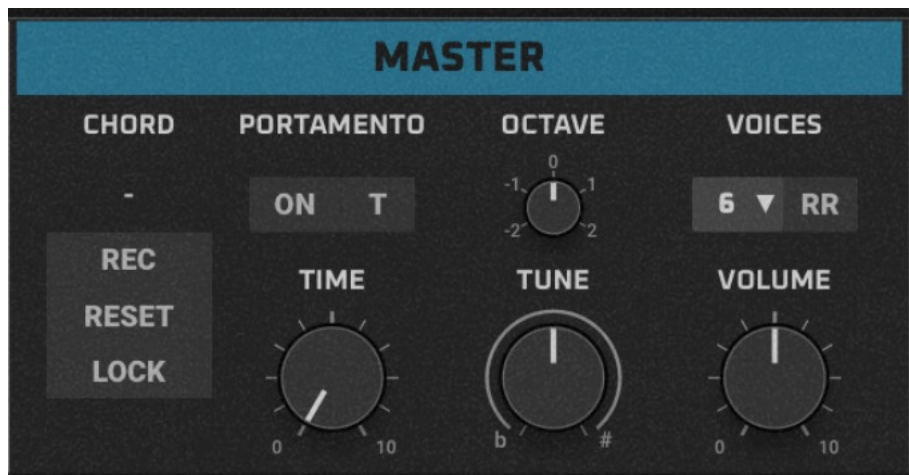 MASTER
CHORD PORTAMENTO OCTAVE VOICES
0
-1 1
- ON T 6 ▼ RR
-2 2
REC
TIME TUNE VOLUME
RESET
LOCK
0 10 b # 0 10